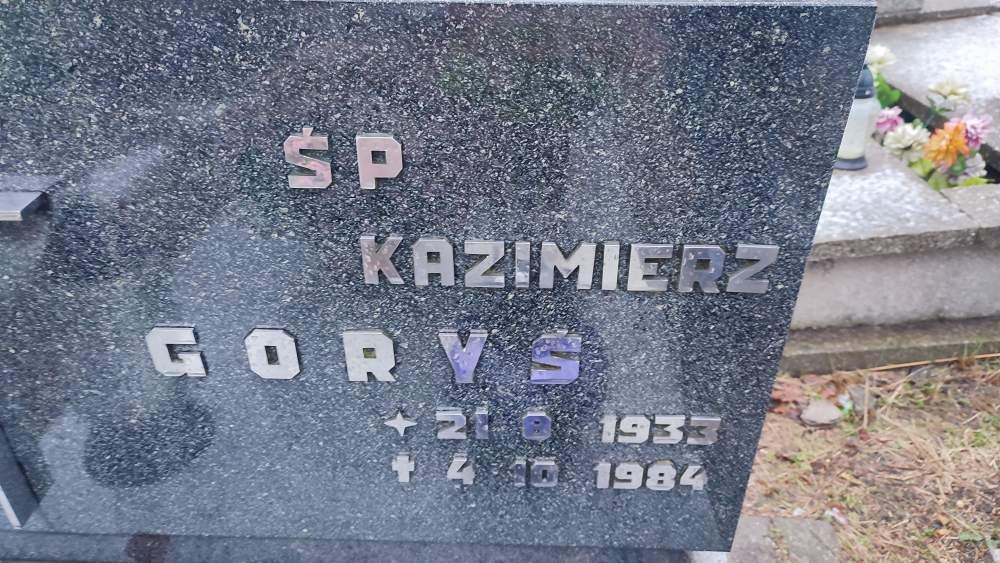 ŚP
KAZIMIERZ
GORYŚ
✦ 21 8 1933
✝ 4 10 1984